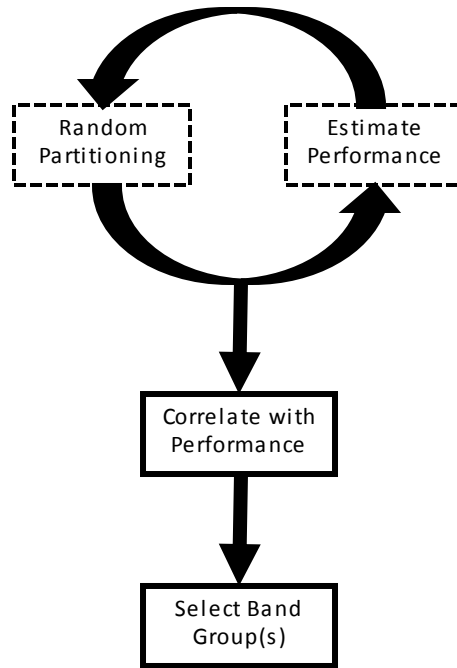 Random
Partitioning
Estimate
Performance
Correlate with
Performance
Select Band
Group(s)